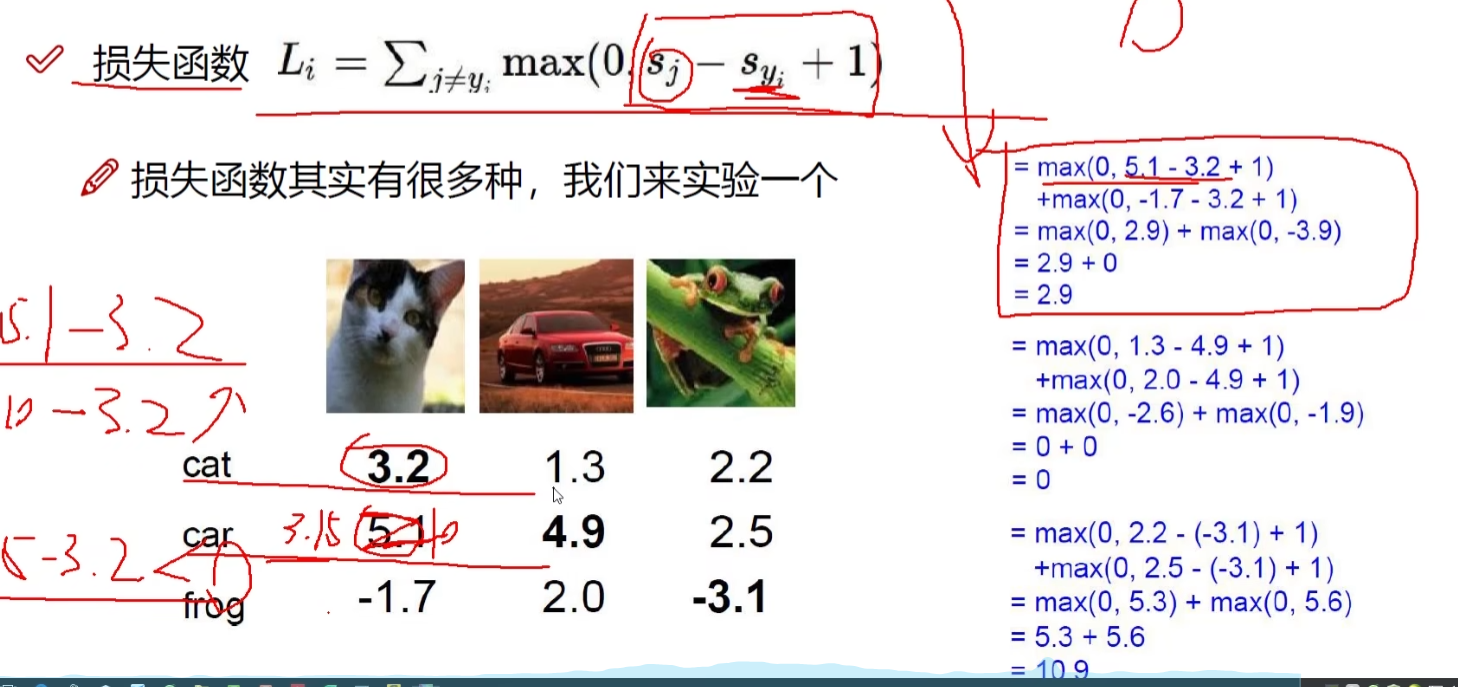 损失函数 Lᵢ = ∑ⱼ≠yᵢ max(0, sⱼ − s_yᵢ + 1)
损失函数其实有很多种，我们来实验一个
= max(0, 5.1 - 3.2 + 1)
+max(0, -1.7 - 3.2 + 1)
= max(0, 2.9) + max(0, -3.9)
= 2.9 + 0
= 2.9
= max(0, 1.3 - 4.9 + 1)
+max(0, 2.0 - 4.9 + 1)
= max(0, -2.6) + max(0, -1.9)
= 0 + 0
= 0
= max(0, 2.2 - (-3.1) + 1)
+max(0, 2.5 - (-3.1) + 1)
= max(0, 5.3) + max(0, 5.6)
= 5.3 + 5.6
= 10.9
5.1-3.2
10-3.2
cat 3.2 1.3 2.2
car 3.15 5.1 10 4.9 2.5
5-3.2<1
frog -1.7 2.0 -3.1